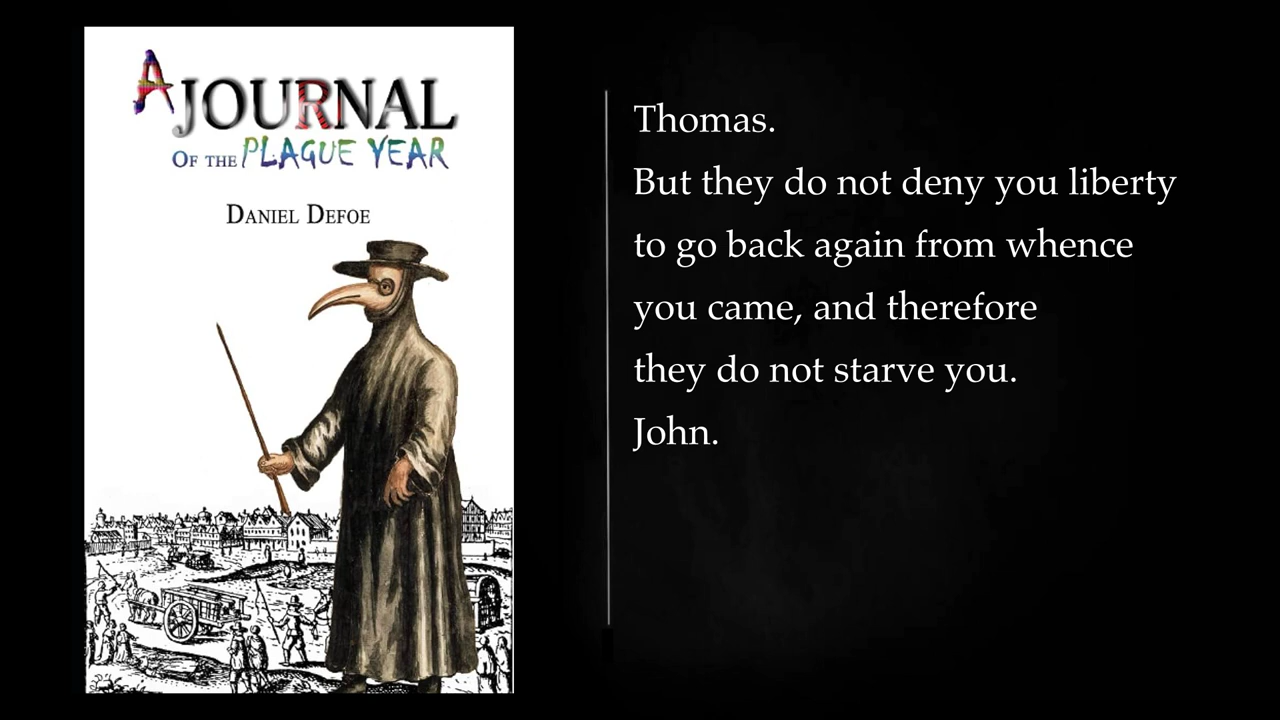 A JOURNAL
OF THE PLAGUE YEAR
DANIEL DEFOE
Thomas.
But they do not deny you liberty
to go back again from whence
you came, and therefore
they do not starve you.
John.